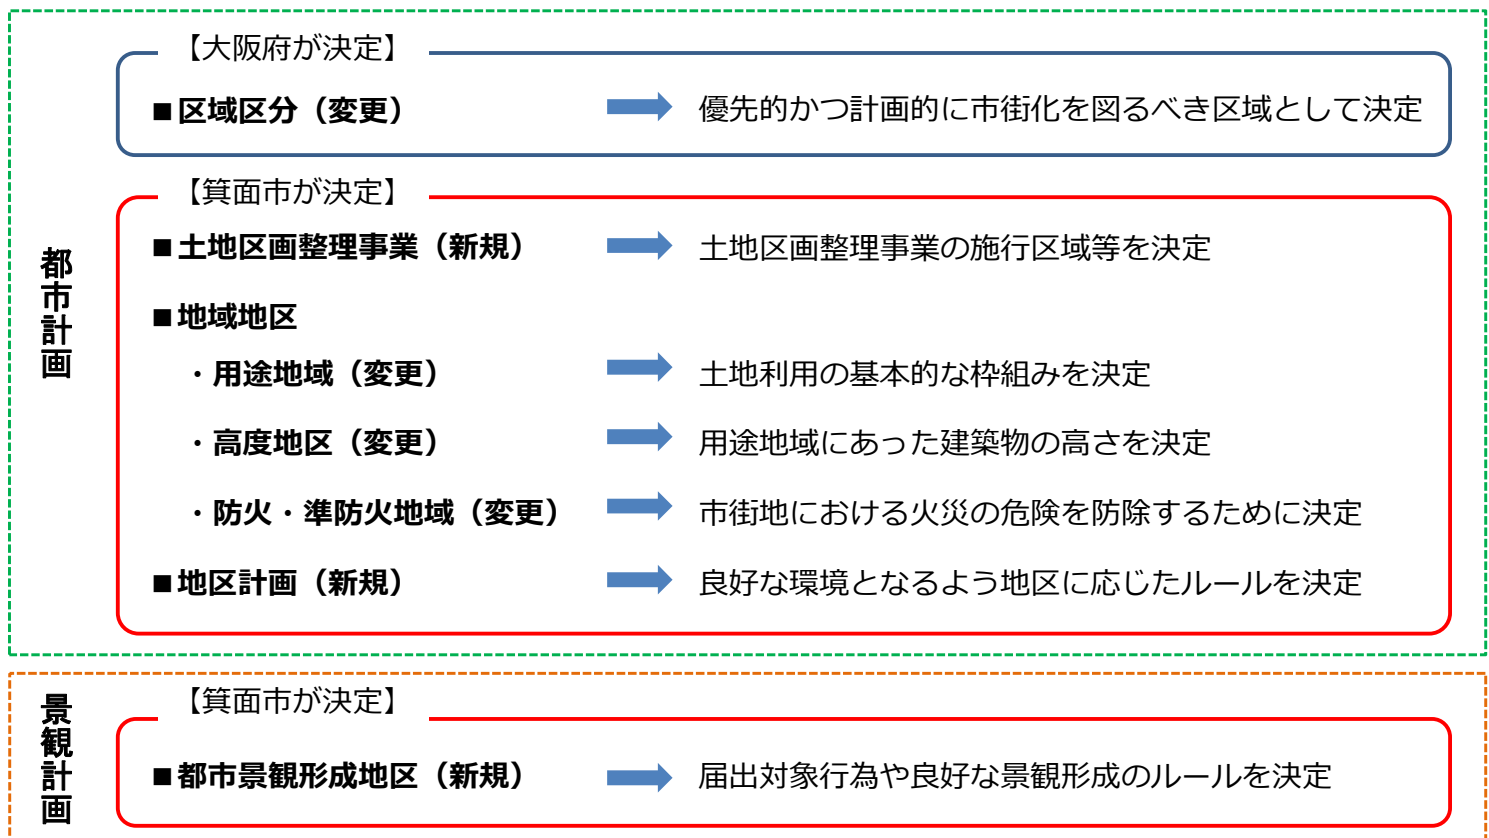 都市計画
【大阪府が決定】
■区域区分（変更） 優先的かつ計画的に市街化を図るべき区域として決定
【箕面市が決定】
■土地区画整理事業（新規） 土地区画整理事業の施行区域等を決定
■地域地区
・用途地域（変更） 土地利用の基本的な枠組みを決定
・高度地区（変更） 用途地域にあった建築物の高さを決定
・防火・準防火地域（変更） 市街地における火災の危険を防除するために決定
■地区計画（新規） 良好な環境となるよう地区に応じたルールを決定
景観計画
【箕面市が決定】
■都市景観形成地区（新規） 届出対象行為や良好な景観形成のルールを決定